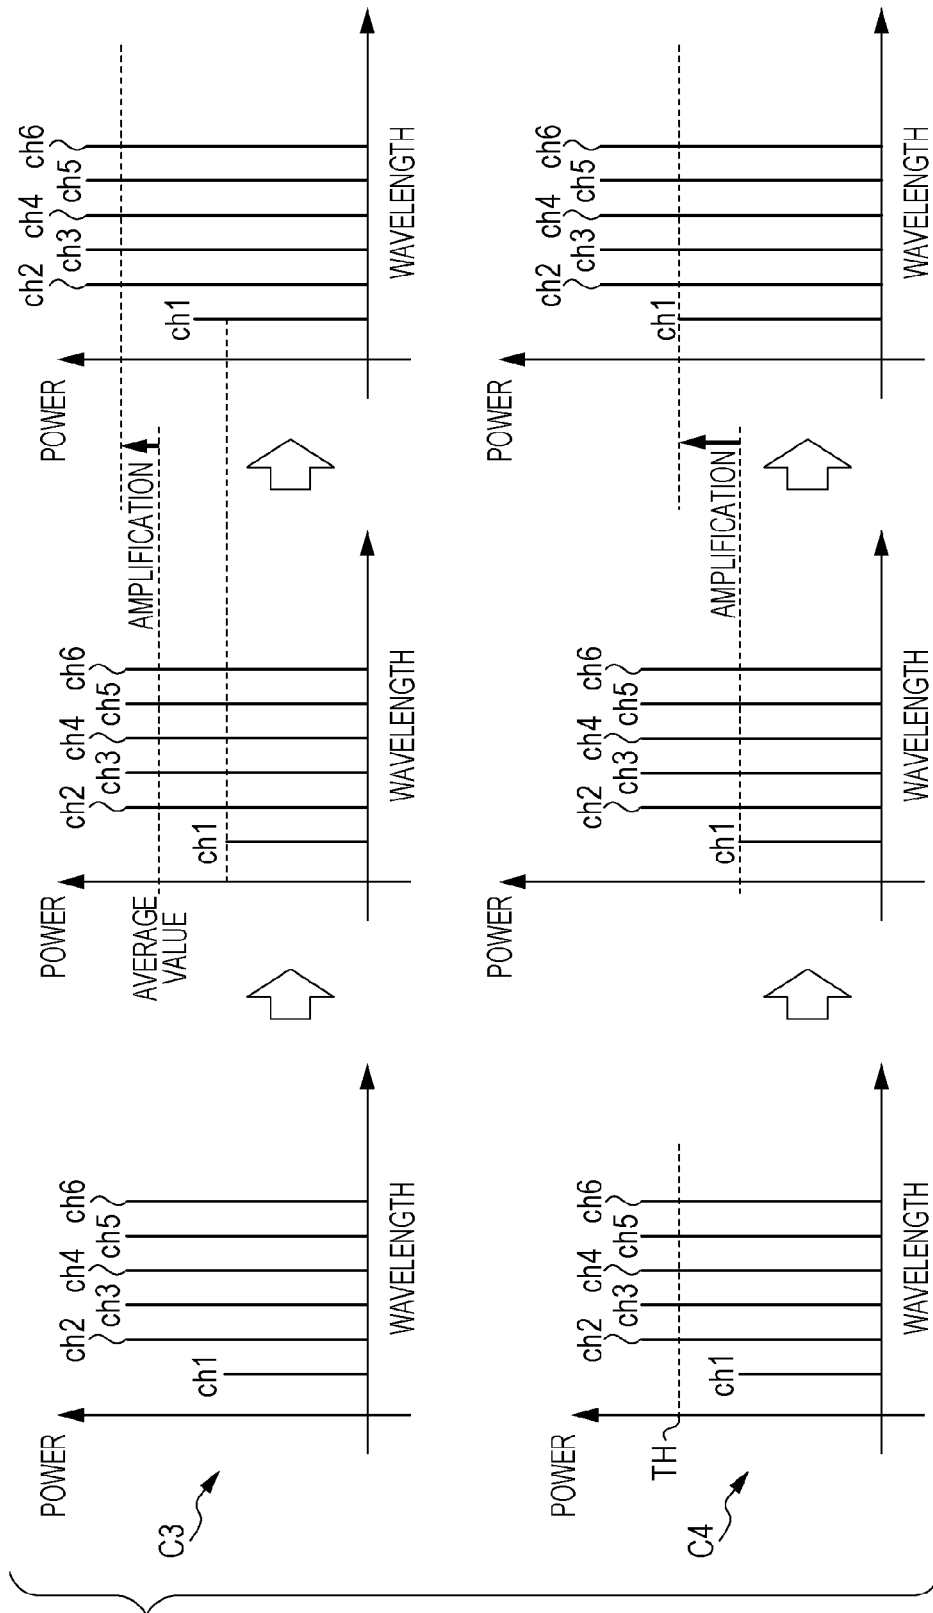 C3
POWER
ch1
ch2
ch3
ch4
ch5
ch6
WAVELENGTH
POWER
AVERAGE
VALUE
ch1
ch2
ch3
ch4
ch5
ch6
WAVELENGTH
AMPLIFICATION
POWER
ch1
ch2
ch3
ch4
ch5
ch6
WAVELENGTH
C4
POWER
TH
ch1
ch2
ch3
ch4
ch5
ch6
WAVELENGTH
POWER
ch1
ch2
ch3
ch4
ch5
ch6
WAVELENGTH
AMPLIFICATION
POWER
ch1
ch2
ch3
ch4
ch5
ch6
WAVELENGTH